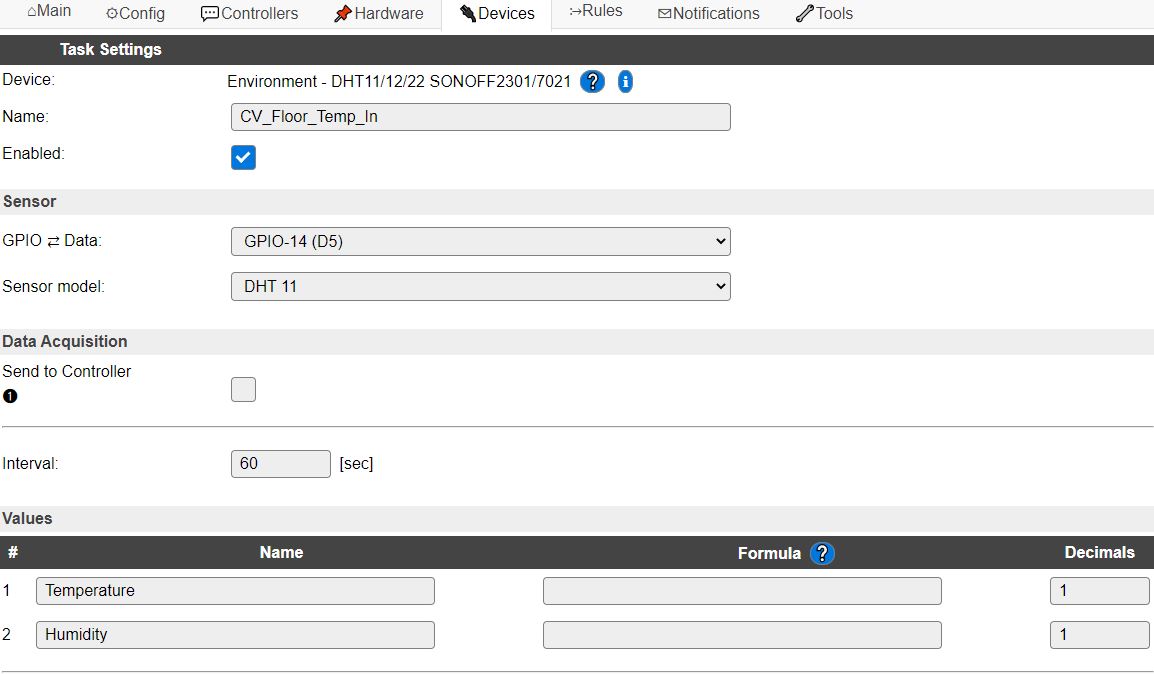 ⌂Main ⚙Config 💬Controllers 📌Hardware 🔌Devices ↦Rules ✉Notifications 🔧Tools
Task Settings
Device: Environment - DHT11/12/22 SONOFF2301/7021 ? i
Name: CV_Floor_Temp_In
Enabled:
Sensor
GPIO ⇄ Data: GPIO-14 (D5)
Sensor model: DHT 11
Data Acquisition
Send to Controller
❶
Interval: 60 [sec]
Values
# Name Formula ? Decimals
1 Temperature 1
2 Humidity 1